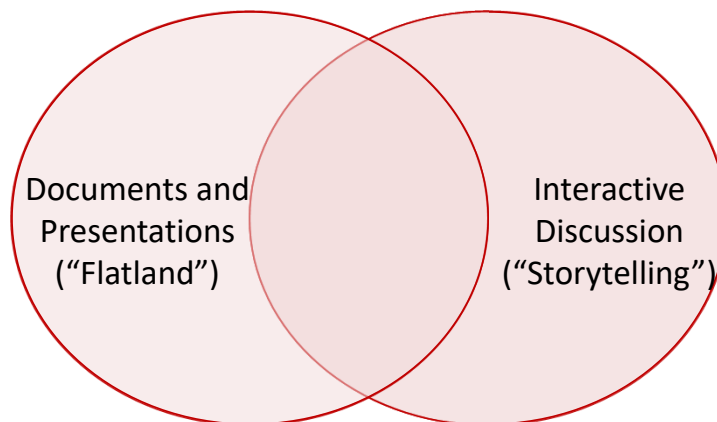 Documents and
Presentations
(“Flatland”)
Interactive
Discussion
(“Storytelling”)